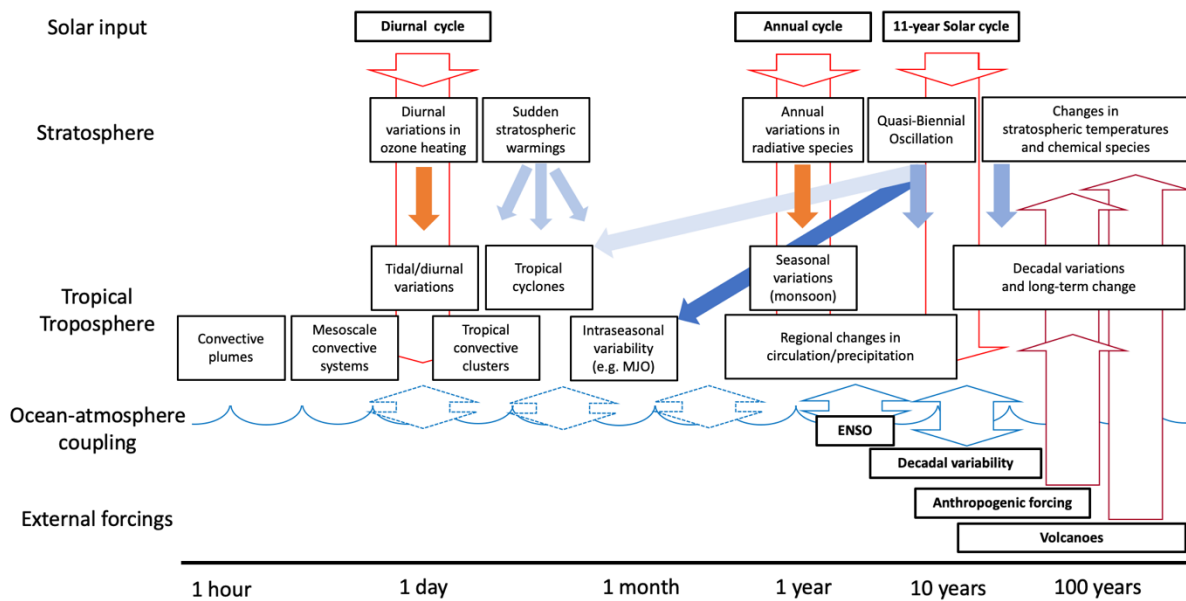 Solar input
Diurnal cycle
Annual cycle
11-year Solar cycle
Stratosphere
Diurnal
variations in
ozone heating
Sudden
stratospheric
warmings
Annual
variations in
radiative species
Quasi-Biennial
Oscillation
Changes in
stratospheric temperatures
and chemical species
Tropical
Troposphere
Tidal/diurnal
variations
Tropical
cyclones
Seasonal
variations
(monsoon)
Decadal variations
and long-term change
Convective
plumes
Mesoscale
convective
systems
Tropical
convective
clusters
Intraseasonal
variability
(e.g. MJO)
Regional changes in
circulation/precipitation
Ocean-atmosphere
coupling
ENSO
Decadal variability
External forcings
Anthropogenic forcing
Volcanoes
1 hour
1 day
1 month
1 year
10 years
100 years